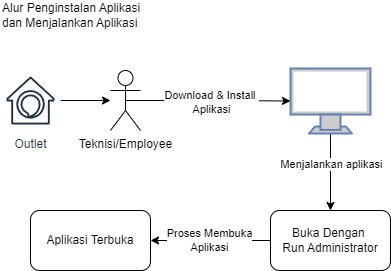 Alur Penginstalan Aplikasi
dan Menjalankan Aplikasi
Outlet
Teknisi/Employee
Download & Install
Aplikasi
Menjalankan aplikasi
Buka Dengan
Run Administrator
Proses Membuka
Aplikasi
Aplikasi Terbuka